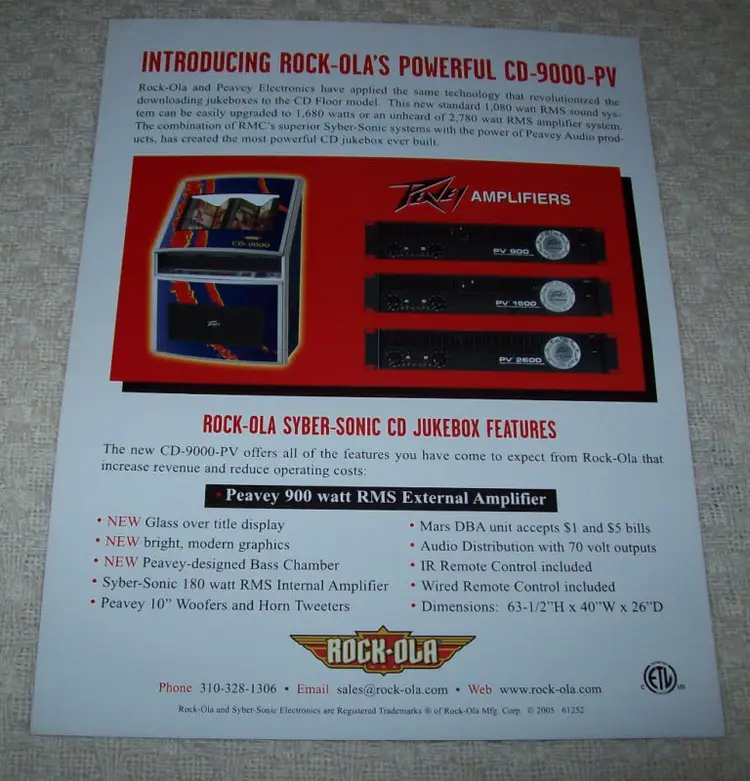 INTRODUCING ROCK-OLA'S POWERFUL CD-9000-PV
Rock-Ola and Peavey Electronics have applied the same technology that revolutionized the
downloading jukeboxes to the CD Floor model. This new standard 1,080 watt RMS sound sys-
tem can be easily upgraded to 1,680 watts or an unheard of 2,780 watt RMS amplifier system.
The combination of RMC's superior Syber-Sonic systems with the power of Peavey Audio prod-
ucts, has created the most powerful CD jukebox ever built.
PEAVEY AMPLIFIERS
CD-9000
PEAVEY
PV 900
PV 1500
PV 2600
ROCK-OLA SYBER-SONIC CD JUKEBOX FEATURES
The new CD-9000-PV offers all of the features you have come to expect from Rock-Ola that
increase revenue and reduce operating costs:
• Peavey 900 watt RMS External Amplifier
• NEW Glass over title display
• NEW bright, modern graphics
• NEW Peavey-designed Bass Chamber
• Syber-Sonic 180 watt RMS Internal Amplifier
• Peavey 10” Woofers and Horn Tweeters
• Mars DBA unit accepts $1 and $5 bills
• Audio Distribution with 70 volt outputs
• IR Remote Control included
• Wired Remote Control included
• Dimensions: 63-1/2”H x 40”W x 26”D
ROCK-OLA
Phone 310-328-1306 • Email sales@rock-ola.com • Web www.rock-ola.com
C ETL US
Rock-Ola and Syber-Sonic Electronics are Registered Trademarks ® of Rock-Ola Mfg. Corp. © 2005 61252